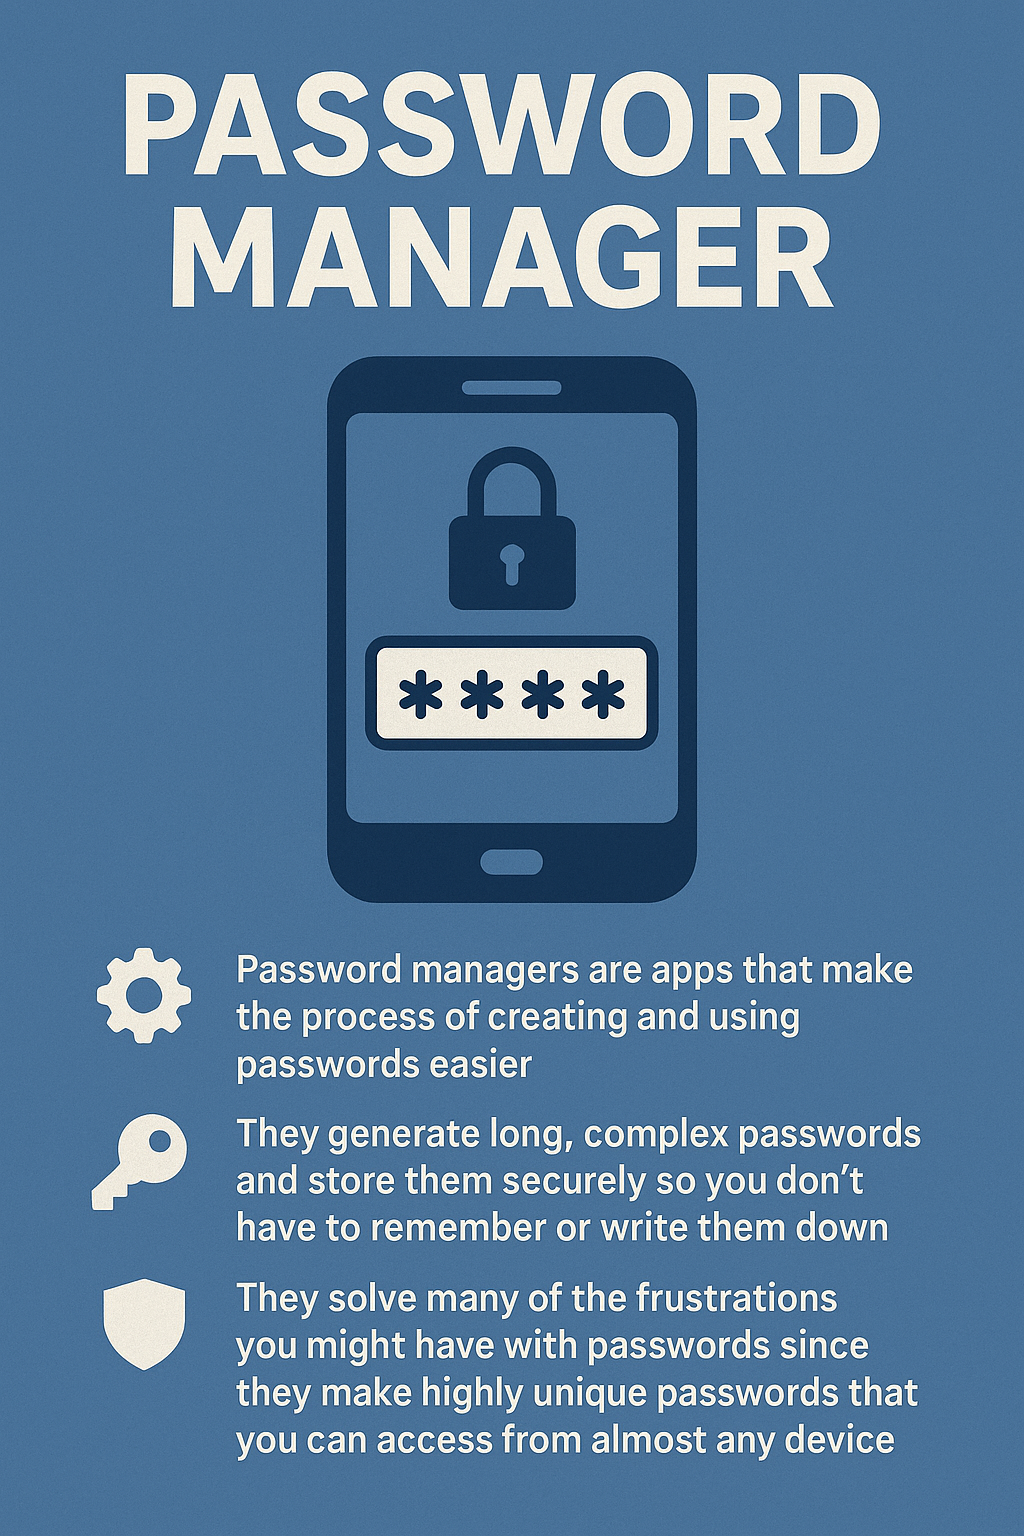 PASSWORD
MANAGER
****
Password managers are apps that make
the process of creating and using
passwords easier
They generate long, complex passwords
and store them securely so you don’t
have to remember or write them down
They solve many of the frustrations
you might have with passwords since
they make highly unique passwords that
you can access from almost any device